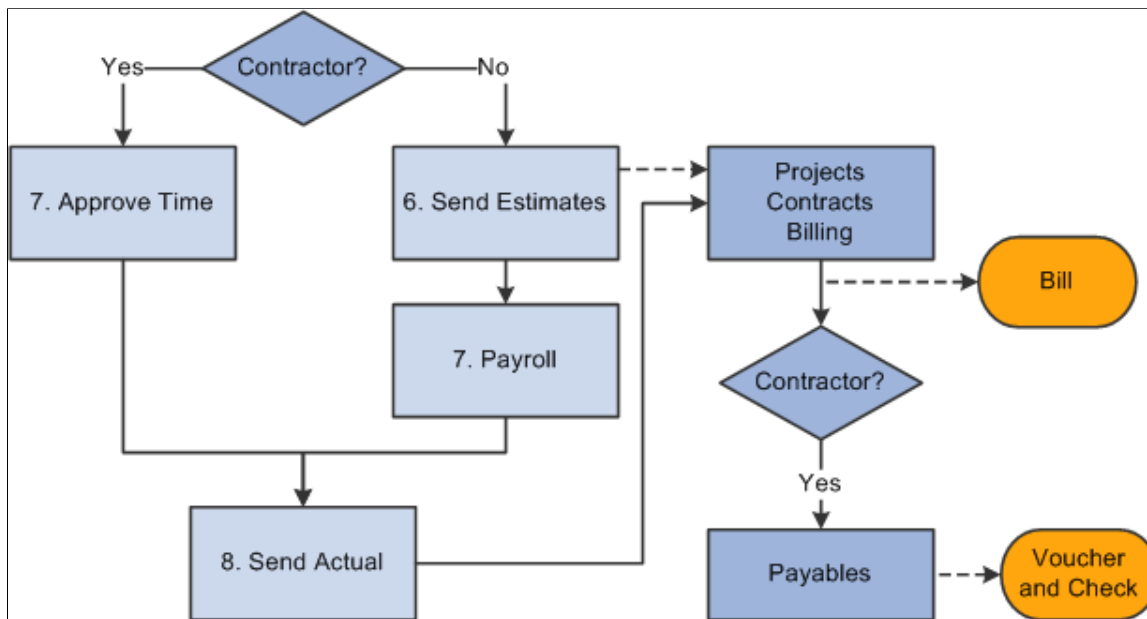 Contractor?
Yes
No
7. Approve Time
6. Send Estimates
Projects
Contracts
Billing
Bill
7. Payroll
Contractor?
Yes
8. Send Actual
Payables
Voucher
and Check